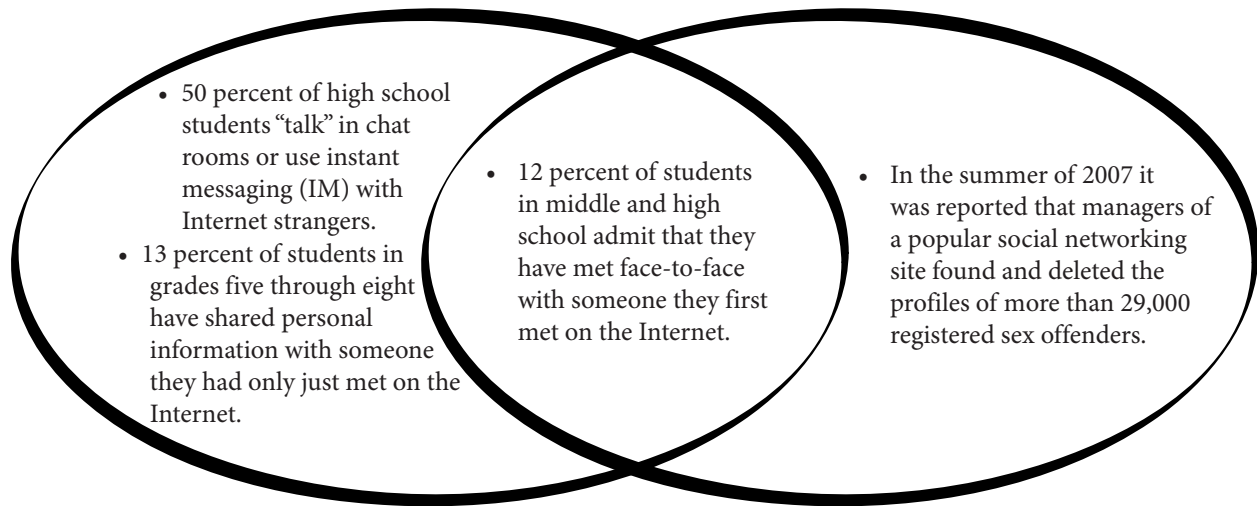 • 50 percent of high school
students “talk” in chat
rooms or use instant
messaging (IM) with
Internet strangers.
• 13 percent of students in
grades five through eight
have shared personal
information with someone
they had only just met on the
Internet.
• 12 percent of students
in middle and high
school admit that they
have met face-to-face
with someone they first
met on the Internet.
• In the summer of 2007 it
was reported that managers of
a popular social networking
site found and deleted the
profiles of more than 29,000
registered sex offenders.